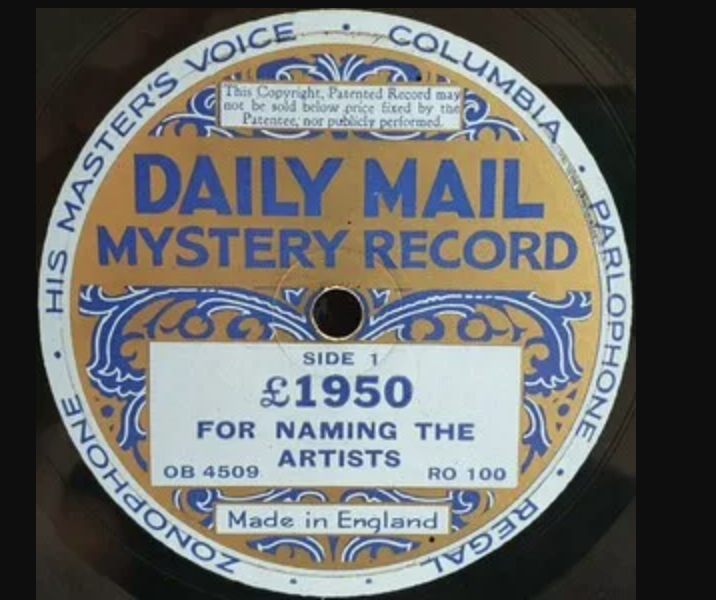 HIS MASTER'S VOICE • COLUMBIA • PARLOPHONE • REGAL • ZONOPHONE •
This Copyright, Patented Record may
not be sold below price fixed by the
Patentee, nor publicly performed.
DAILY MAIL
MYSTERY RECORD
SIDE 1
£1950
FOR NAMING THE
ARTISTS
OB 4509 RO 100
Made in England